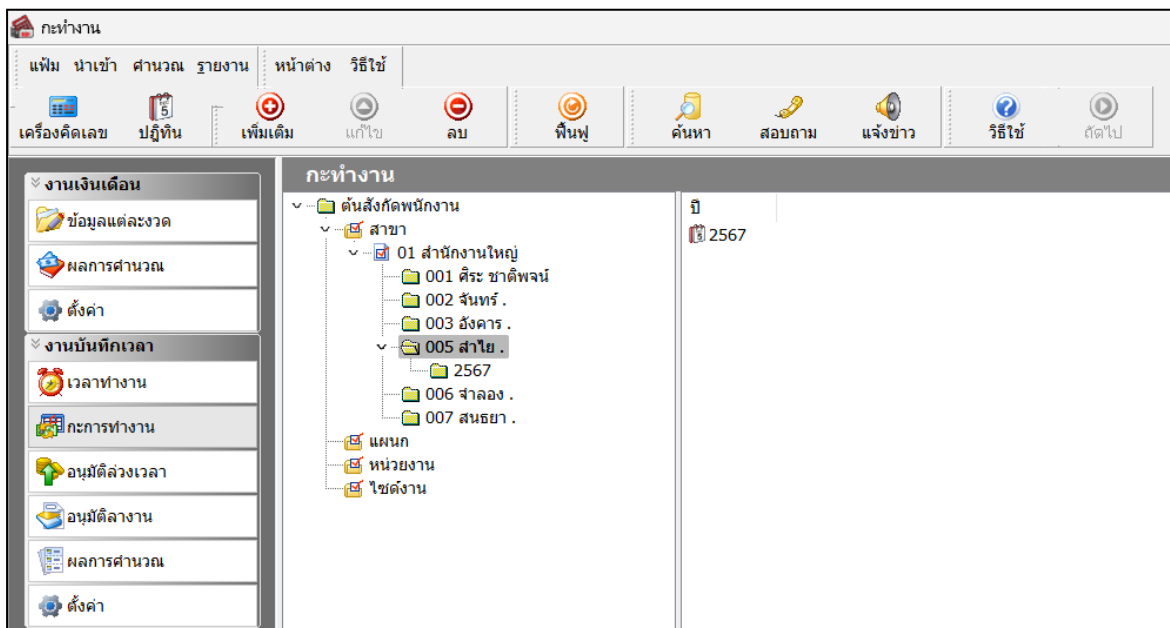 กะทำงาน
แฟ้ม นำเข้า คำนวณ รายงาน หน้าต่าง วิธีใช้
เครื่องคิดเลข ปฏิทิน เพิ่มเติม แก้ไข ลบ ฟื้นฟู ค้นหา สอบถาม แจ้งข่าว วิธีใช้ ถัดไป
งานเงินเดือน
ข้อมูลแต่ละงวด
ผลการคำนวณ
ตั้งค่า
งานบันทึกเวลา
เวลาทำงาน
กะการทำงาน
อนุมัติล่วงเวลา
อนุมัติลางาน
ผลการคำนวณ
ตั้งค่า
กะทำงาน
ต้นสังกัดพนักงาน
สาขา
01 สำนักงานใหญ่
001 ศิระ ชาติพจน์
002 จันทร์ .
003 อังคาร .
005 สำไย .
2567
006 จำลอง .
007 สนธยา .
แผนก
หน่วยงาน
ไซด์งาน
ปี
2567